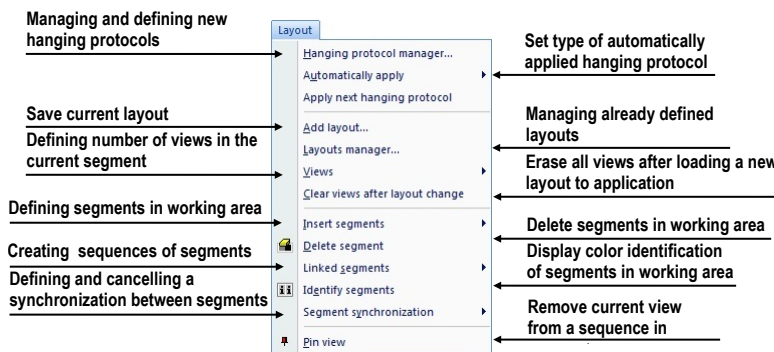 Managing and defining new
hanging protocols
Save current layout
Defining number of views in the
current segment
Defining segments in working area
Creating sequences of segments
Defining and cancelling a
synchronization between segments
Layout
Hanging protocol manager...
Automatically apply
Apply next hanging protocol
Add layout...
Layouts manager...
Views
Clear views after layout change
Insert segments
Delete segment
Linked segments
Identify segments
Segment synchronization
Pin view
Set type of automatically
applied hanging protocol
Managing already defined
layouts
Erase all views after loading a new
layout to application
Delete segments in working area
Display color identification
of segments in working area
Remove current view
from a sequence in